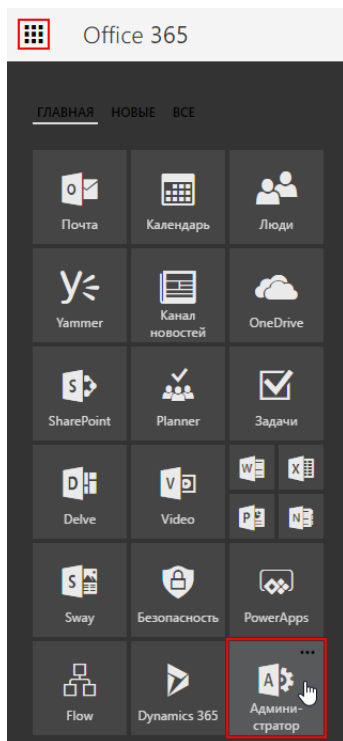 Office 365
ГЛАВНАЯ НОВЫЕ ВСЕ
Почта Календарь Люди
Yammer Канал
новостей OneDrive
SharePoint Planner Задачи
W X
Delve Video P N
Sway Безопасность PowerApps
Flow Dynamics 365 Админи-
стратор